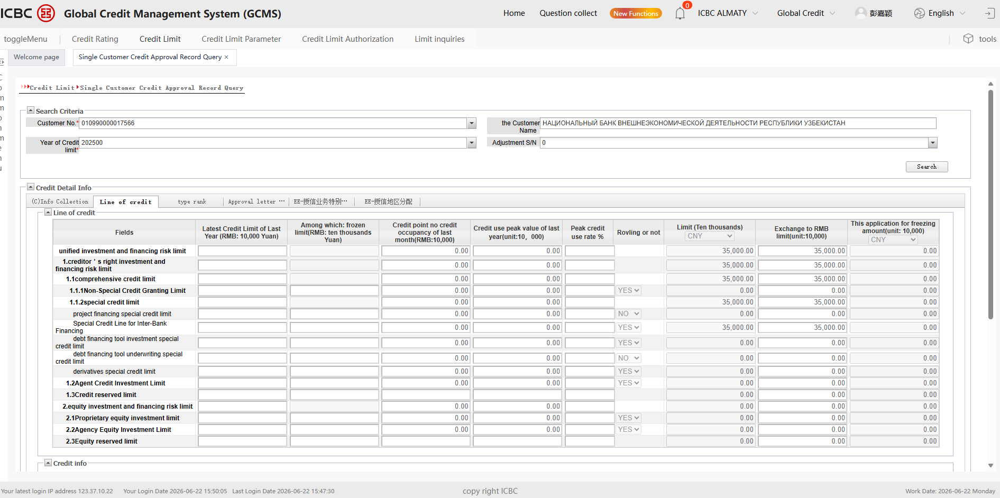 ICBC Global Credit Management System (GCMS) Home Question collect New Functions 0 ICBC ALMATY Global Credit 彭嘉颖 English
toggleMenu Credit Rating Credit Limit Credit Limit Parameter Credit Limit Authorization Limit inquiries tools
Welcome page Single Customer Credit Approval Record Query ×
Credit Limit Single Customer Credit Approval Record Query
Search Criteria
Customer No.* 010990000017566 the Customer Name НАЦИОНАЛЬНЫЙ БАНК ВНЕШНЕЭКОНОМИЧЕСКОЙ ДЕЯТЕЛЬНОСТИ РЕСПУБЛИКИ УЗБЕКИСТАН
Year of Credit limit* 202500 Adjustment S/N 0
Search
Credit Detail Info
(C)Info Collection Line of credit type rank Approval letter ··· EE-授信业务特别··· EE-授信地区分配
Line of credit
Fields Latest Credit Limit of Last Year (RMB: 10,000 Yuan) Among which: frozen limit(RMB: ten thousands Yuan) Credit point no credit occupancy of last month(RMB:10,000) Credit use peak value of last year(unit:10，000) Peak credit use rate % Rovling or not Limit (Ten thousands) CNY Exchange to RMB limit(unit:10,000) This application for freezing amount(unit: 10,000) CNY
unified investment and financing risk limit 0.00 0.00 35,000.00 35,000.00 0.00
1.creditor ' s right investment and financing risk limit 0.00 0.00 35,000.00 35,000.00 0.00
1.1comprehensive credit limit 0.00 0.00 35,000.00 35,000.00 0.00
1.1.1Non-Special Credit Granting Limit 0.00 0.00 YES 0.00 0.00 0.00
1.1.2special credit limit 0.00 0.00 35,000.00 35,000.00 0.00
project financing special credit limit 0.00 0.00 NO 0.00 0.00 0.00
Special Credit Line for Inter-Bank Financing 0.00 0.00 YES 35,000.00 35,000.00 0.00
debt financing tool investment special credit limit 0.00 0.00 YES 0.00 0.00 0.00
debt financing tool underwriting special credit limit 0.00 0.00 NO 0.00 0.00 0.00
derivatives special credit limit 0.00 0.00 YES 0.00 0.00 0.00
1.2Agent Credit Investment Limit 0.00 0.00 YES 0.00 0.00 0.00
1.3Credit reserved limit 0.00 0.00 0.00
2.equity investment and financing risk limit 0.00 0.00 0.00 0.00 0.00
2.1Proprietary equity investment limit 0.00 0.00 YES 0.00 0.00 0.00
2.2Agency Equity Investment Limit 0.00 0.00 YES 0.00 0.00 0.00
2.3Equity reserved limit 0.00 0.00 0.00
Credit info
Your latest login IP address 123.37.10.22 Your Login Date 2026-06-22 15:50:05 Last Login Date 2026-06-22 15:47:30 copy right ICBC Work Date: 2026-06-22 Monday